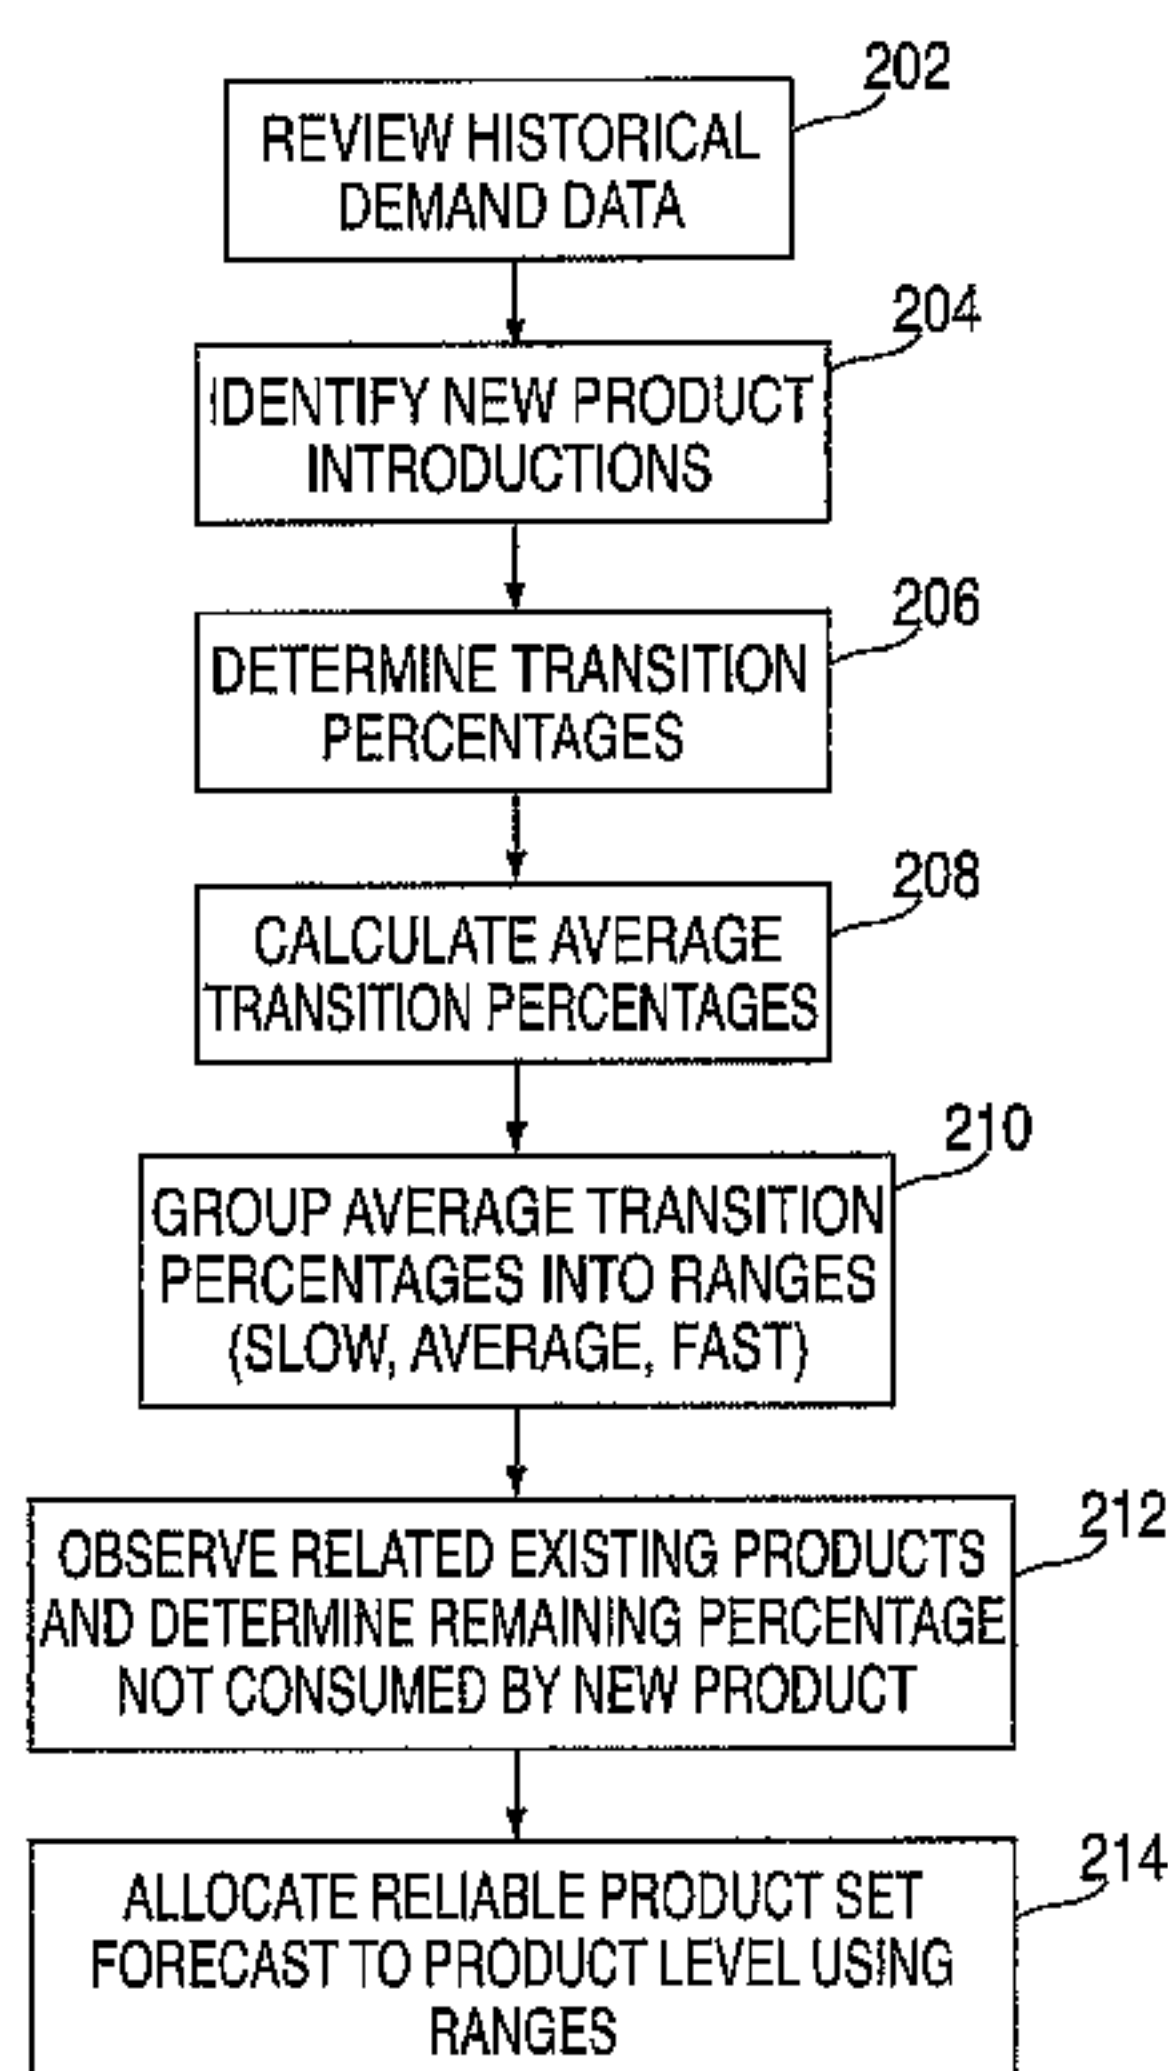 202
REVIEW HISTORICAL
DEMAND DATA
204
IDENTIFY NEW PRODUCT
INTRODUCTIONS
206
DETERMINE TRANSITION
PERCENTAGES
208
CALCULATE AVERAGE
TRANSITION PERCENTAGES
210
GROUP AVERAGE TRANSITION
PERCENTAGES INTO RANGES
(SLOW, AVERAGE, FAST)
212
OBSERVE RELATED EXISTING PRODUCTS
AND DETERMINE REMAINING PERCENTAGE
NOT CONSUMED BY NEW PRODUCT
214
ALLOCATE RELIABLE PRODUCT SET
FORECAST TO PRODUCT LEVEL USING
RANGES